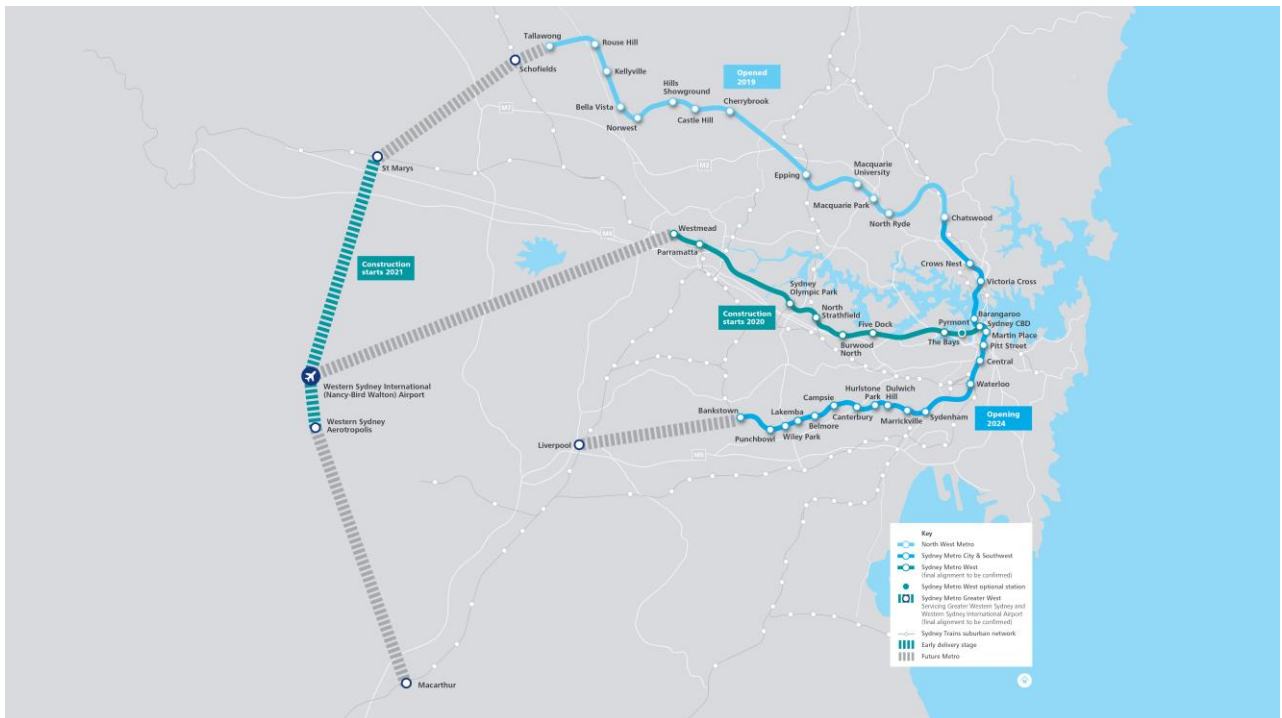 Tallawong
Rouse Hill
Schofields
Kellyville
Opened
2019
Hills
Showground
Cherrybrook
Bella Vista
Castle Hill
M7
Norwest
St Marys
M2
Macquarie
University
Epping
Macquarie Park
North Ryde
Chatswood
Westmead
M4
Parramatta
Construction
starts 2021
Crows Nest
Victoria Cross
Sydney
Olympic Park
North
Strathfield
Construction
starts 2020
Five Dock
Pyrmont
Barangaroo
Sydney CBD
Martin Place
The Bays
Pitt Street
Burwood
North
Central
Western Sydney International
(Nancy-Bird Walton) Airport
Waterloo
Hurlstone
Park
Dulwich
Hill
Campsie
Lakemba
Bankstown
Canterbury
Sydenham
Marrickville
Belmore
Wiley Park
Punchbowl
Opening
2024
Western Sydney
Aerotropolis
Liverpool
M5
Macarthur
Key
North West Metro
Sydney Metro City & Southwest
Sydney Metro West
(final alignment to be confirmed)
Sydney Metro West optional station
Sydney Metro Greater West
Servicing Greater Western Sydney and
Western Sydney International Airport
(final alignment to be confirmed)
Sydney Trains suburban network
Early delivery stage
Future Metro